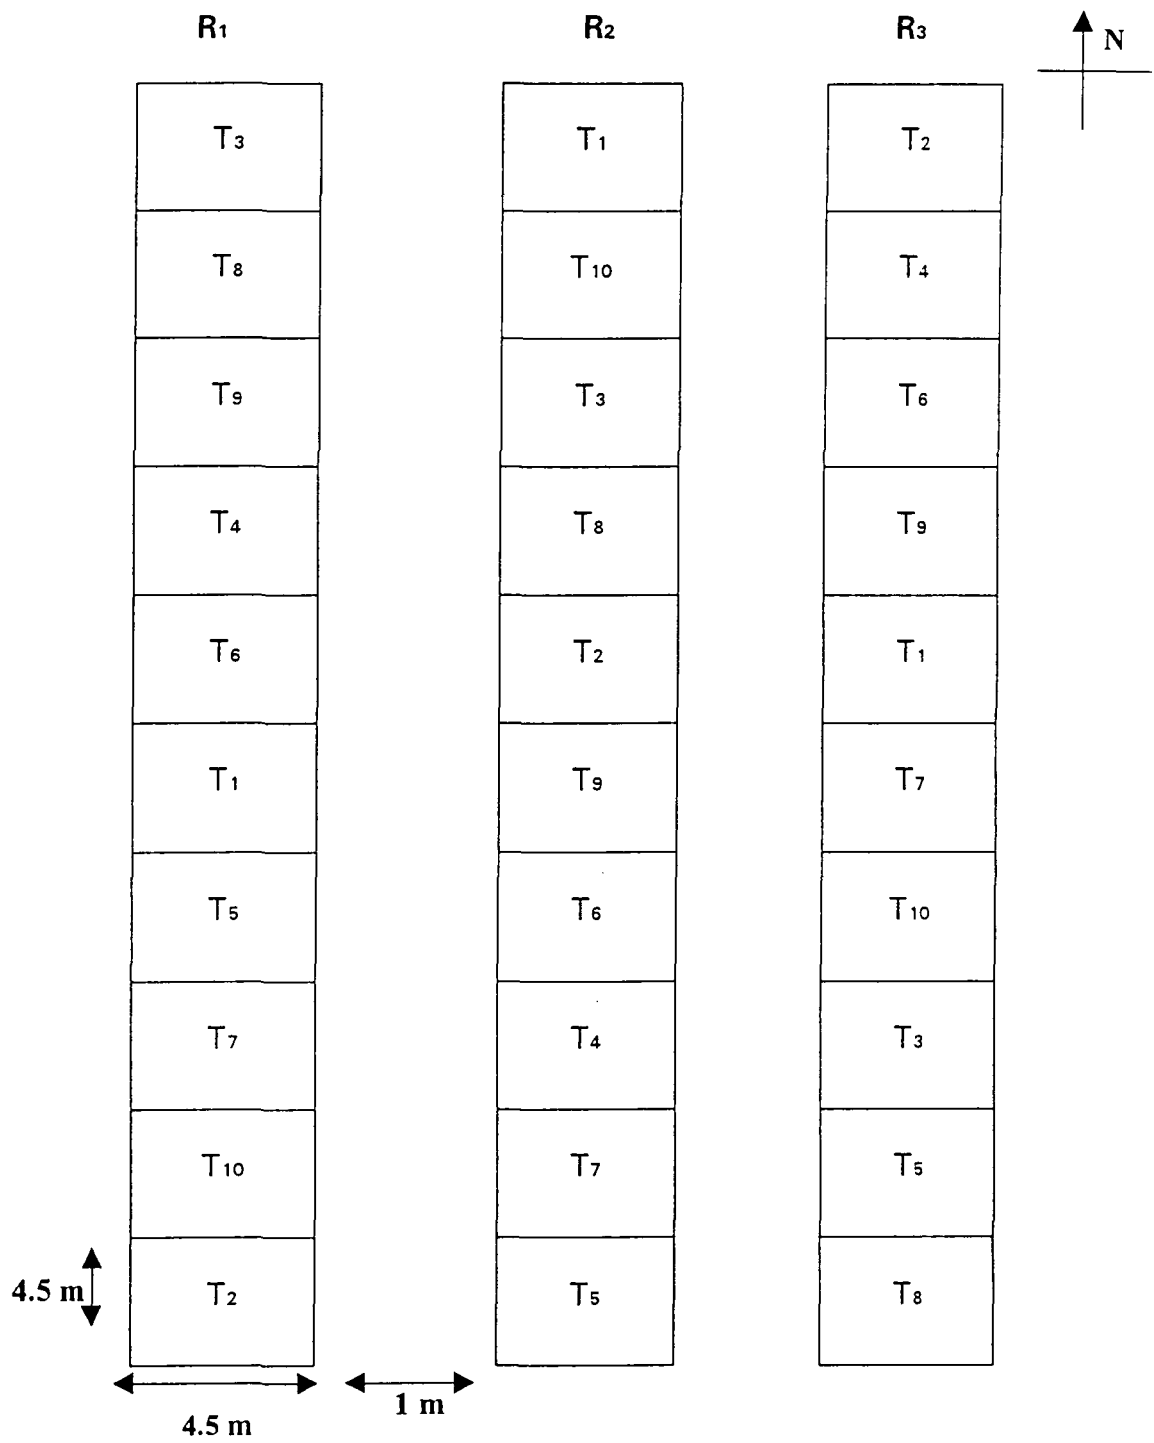 R1 R2 R3 N
T3 T1 T2
T8 T10 T4
T9 T3 T6
T4 T8 T9
T6 T2 T1
T1 T9 T7
T5 T6 T10
T7 T4 T3
T10 T7 T5
4.5 m T2 T5 T8
4.5 m 1 m